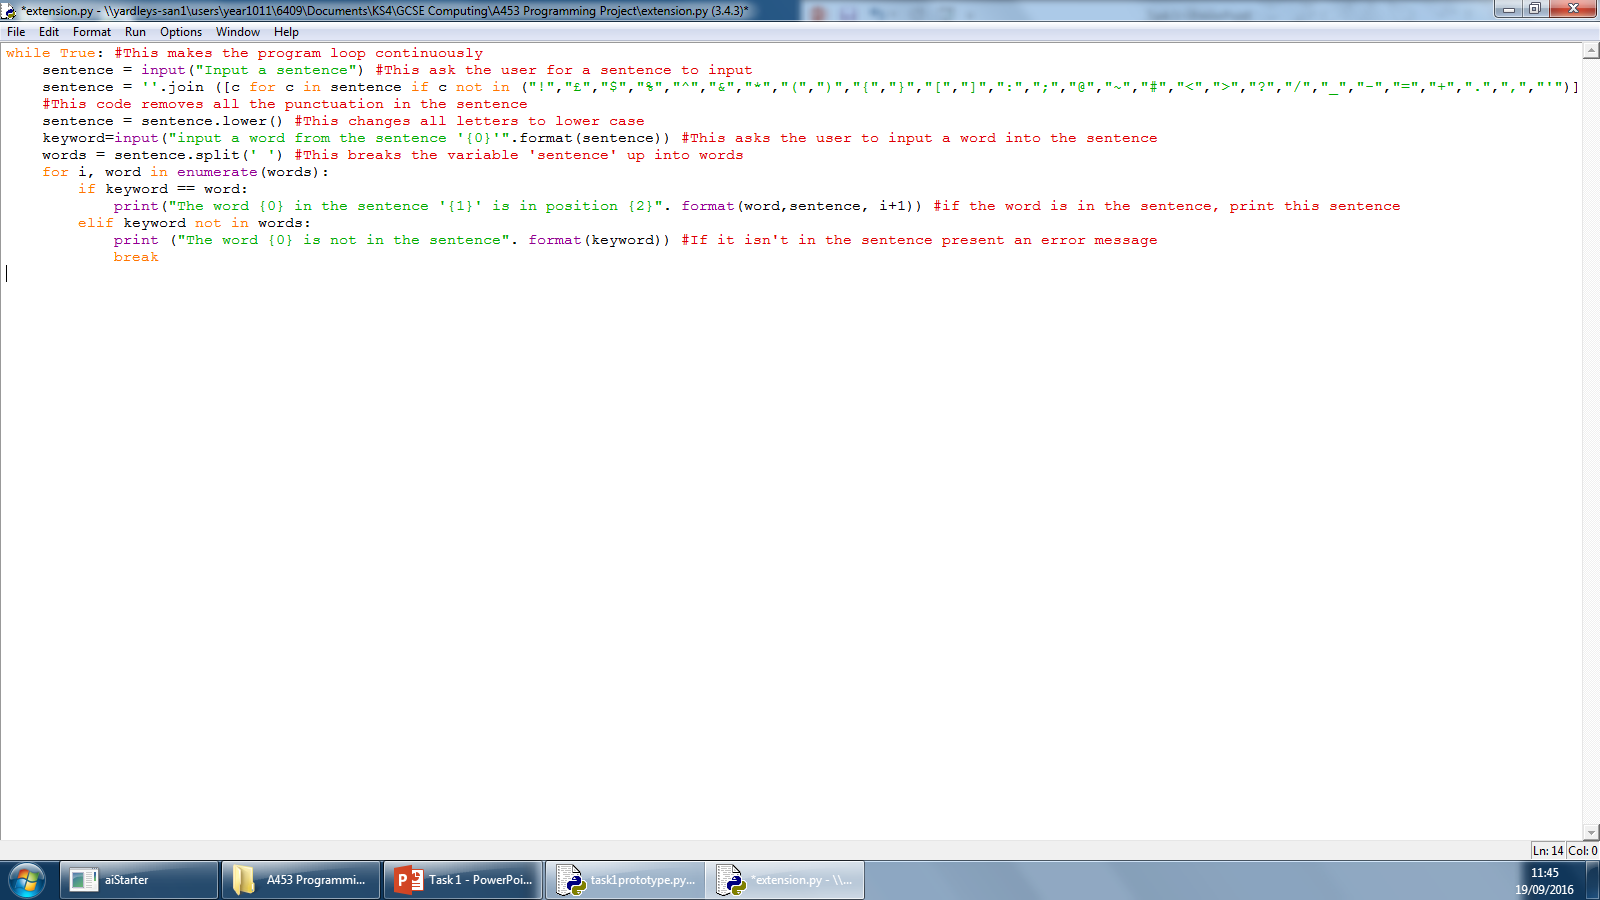 *extension.py - \\yardleys-san1\users\year1011\6409\Documents\KS4\GCSE Computing\A453 Programming Project\extension.py (3.4.3)*
File Edit Format Run Options Window Help
while True: #This makes the program loop continuously
    sentence = input("Input a sentence") #This ask the user for a sentence to input
    sentence = ''.join ([c for c in sentence if c not in ("!","£","$","%","^","&","*","(",")","{","}","[","]",":",";","@","~","#","<",">","?","/","_","-","=","+",".",",","'")]
    #This code removes all the punctuation in the sentence
    sentence = sentence.lower() #This changes all letters to lower case
    keyword=input("input a word from the sentence '{0}'".format(sentence)) #This asks the user to input a word into the sentence
    words = sentence.split(' ') #This breaks the variable 'sentence' up into words
    for i, word in enumerate(words):
        if keyword == word:
            print("The word {0} in the sentence '{1}' is in position {2}". format(word,sentence, i+1)) #if the word is in the sentence, print this sentence
        elif keyword not in words:
            print ("The word {0} is not in the sentence". format(keyword)) #If it isn't in the sentence present an error message
            break
Ln: 14 Col: 0
aiStarter
A453 Programmi...
Task 1 - PowerPoi...
task1prototype.py...
*extension.py - \\...
11:45
19/09/2016